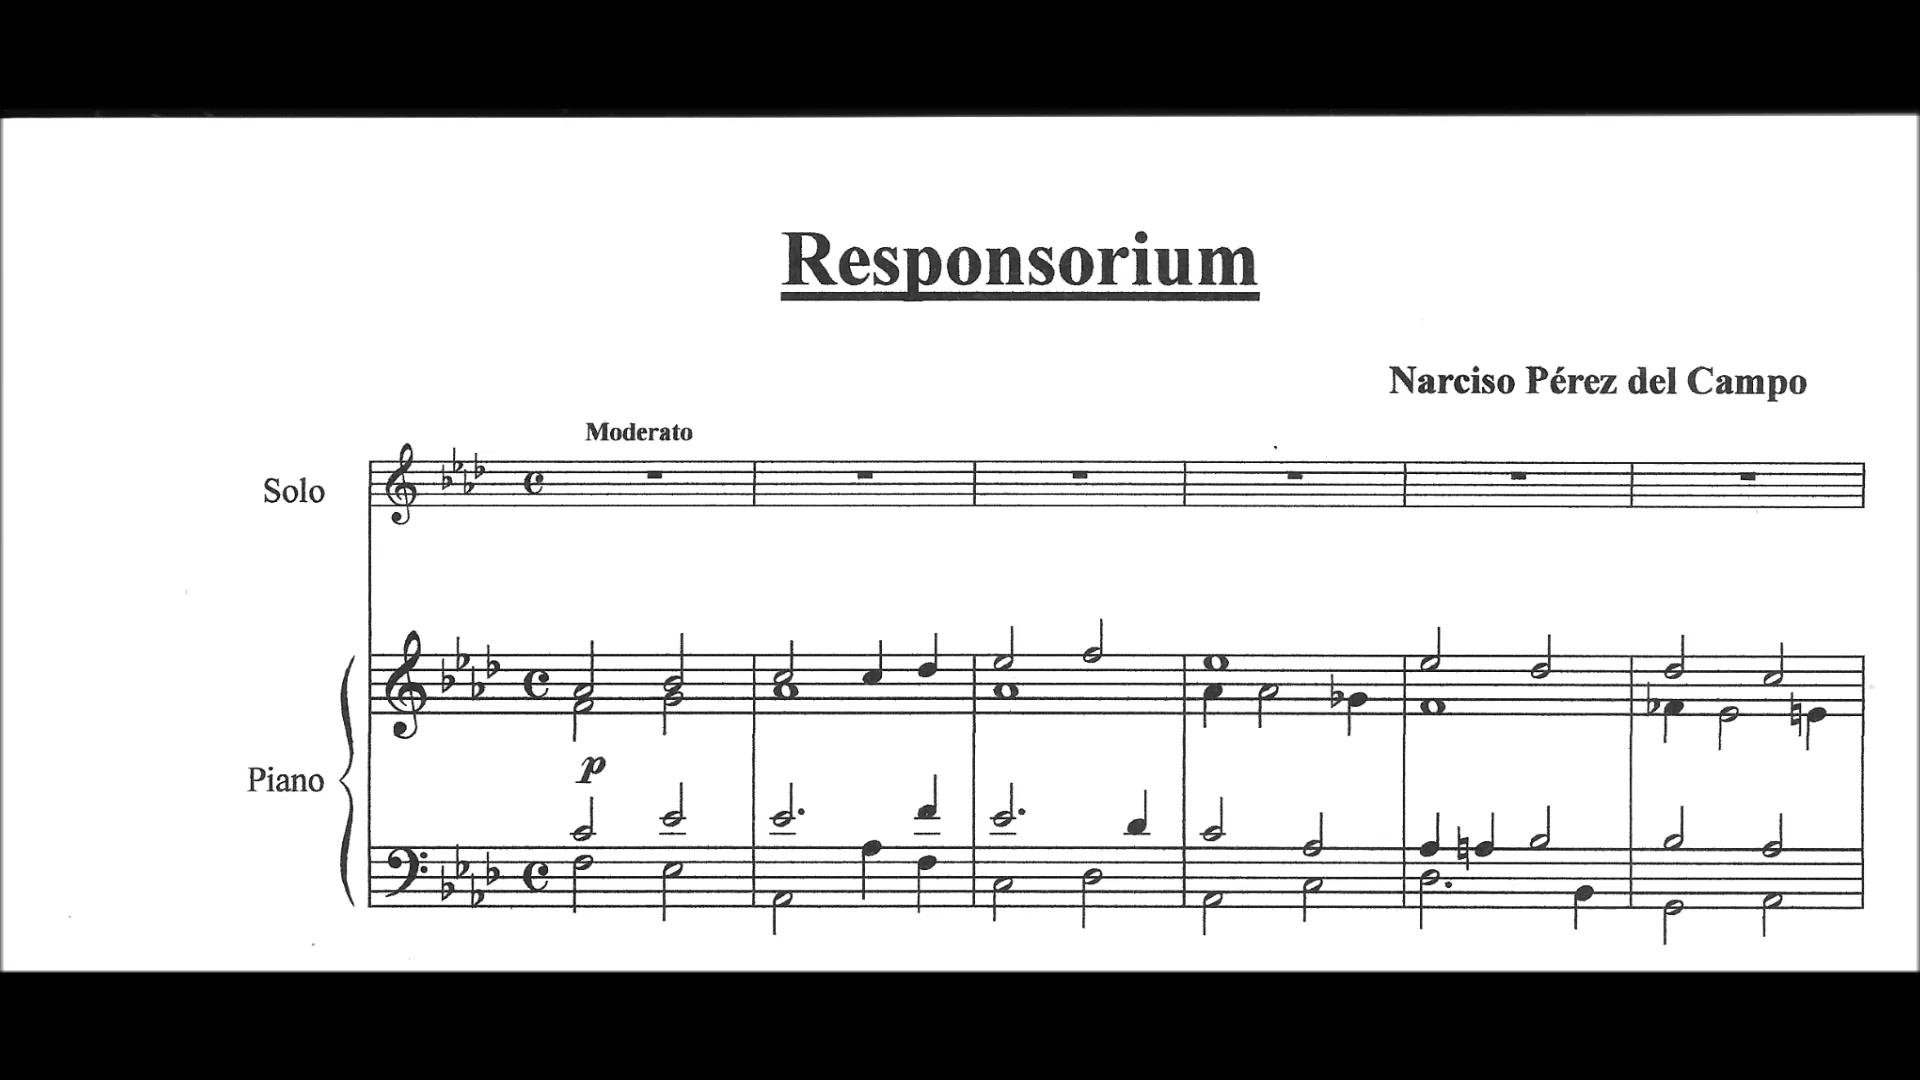 Responsorium
Narciso Pérez del Campo
Moderato
Solo
Piano
p